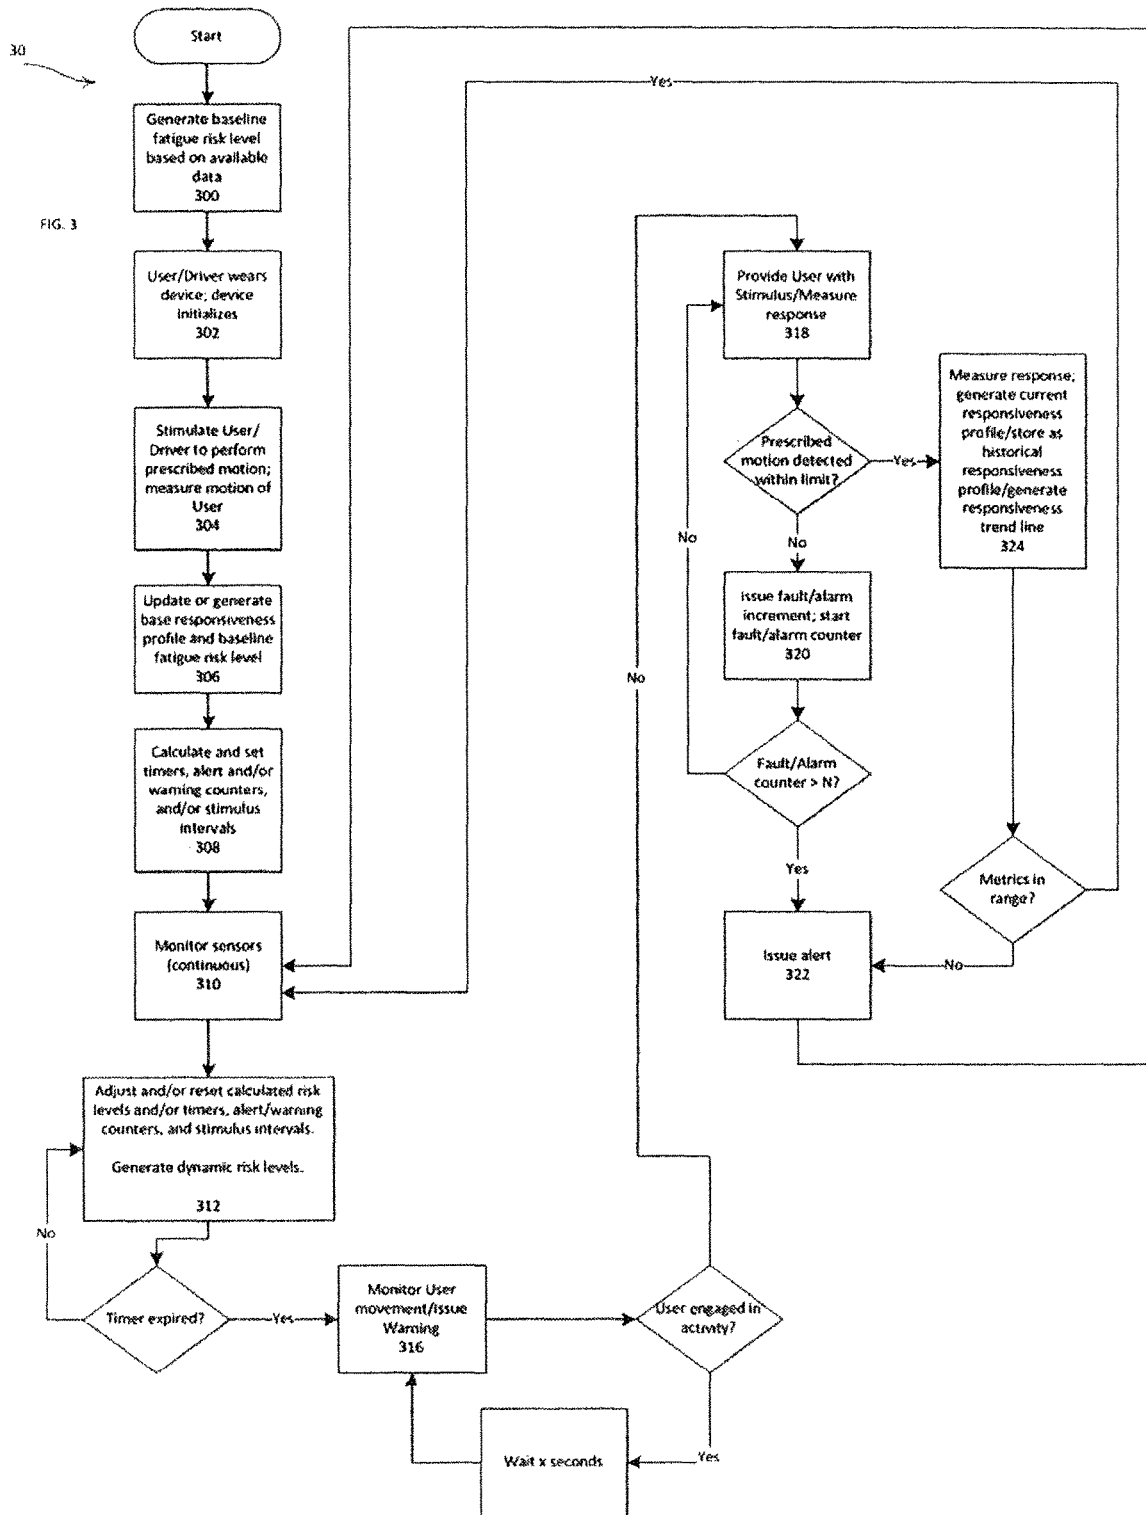 Start
30
Generate baseline
fatigue risk level
based on available
data
300
FIG. 3
User/Driver wears
device; device
initializes
302
Stimulate User/
Driver to perform
prescribed motion;
measure motion of
User
304
Update or generate
base responsiveness
profile and baseline
fatigue risk level
306
Calculate and set
timers, alert and/or
warning counters,
and/or stimulus
intervals
308
Monitor sensors
(continuous)
310
Adjust and/or reset calculated risk
levels and/or timers, alert/warning
counters, and stimulus intervals.
Generate dynamic risk levels.
312
No
Timer expired?
Yes
Monitor User
movement/Issue
Warning
316
User engaged in
activity?
Yes
Wait x seconds
No
Provide User with
Stimulus/Measure
response
318
Prescribed
motion detected
within limit?
Yes
No
No
Issue fault/alarm
increment; start
fault/alarm counter
320
Fault/Alarm
counter > N?
Yes
Issue alert
322
Measure response;
generate current
responsiveness
profile/store as
historical
responsiveness
profile/generate
responsiveness
trend line
324
Metrics in
range?
No
Yes